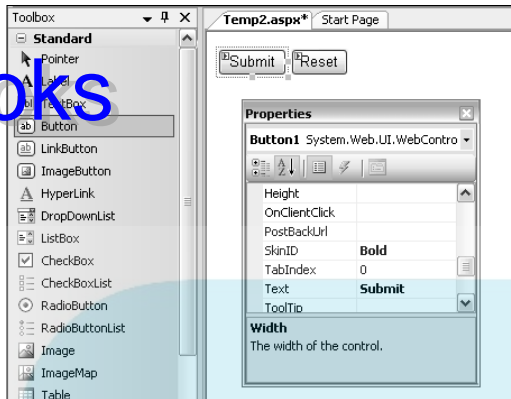 Toolbox
Standard
Pointer
Label
TextBox
Button
LinkButton
ImageButton
HyperLink
DropDownList
ListBox
CheckBox
CheckBoxList
RadioButton
RadioButtonList
Image
ImageMap
Table
oks
Temp2.aspx* Start Page
Submit Reset
Properties
Button1 System.Web.UI.WebContro
Height
OnClientClick
PostBackUrl
SkinID Bold
TabIndex 0
Text Submit
ToolTip
Width
The width of the control.